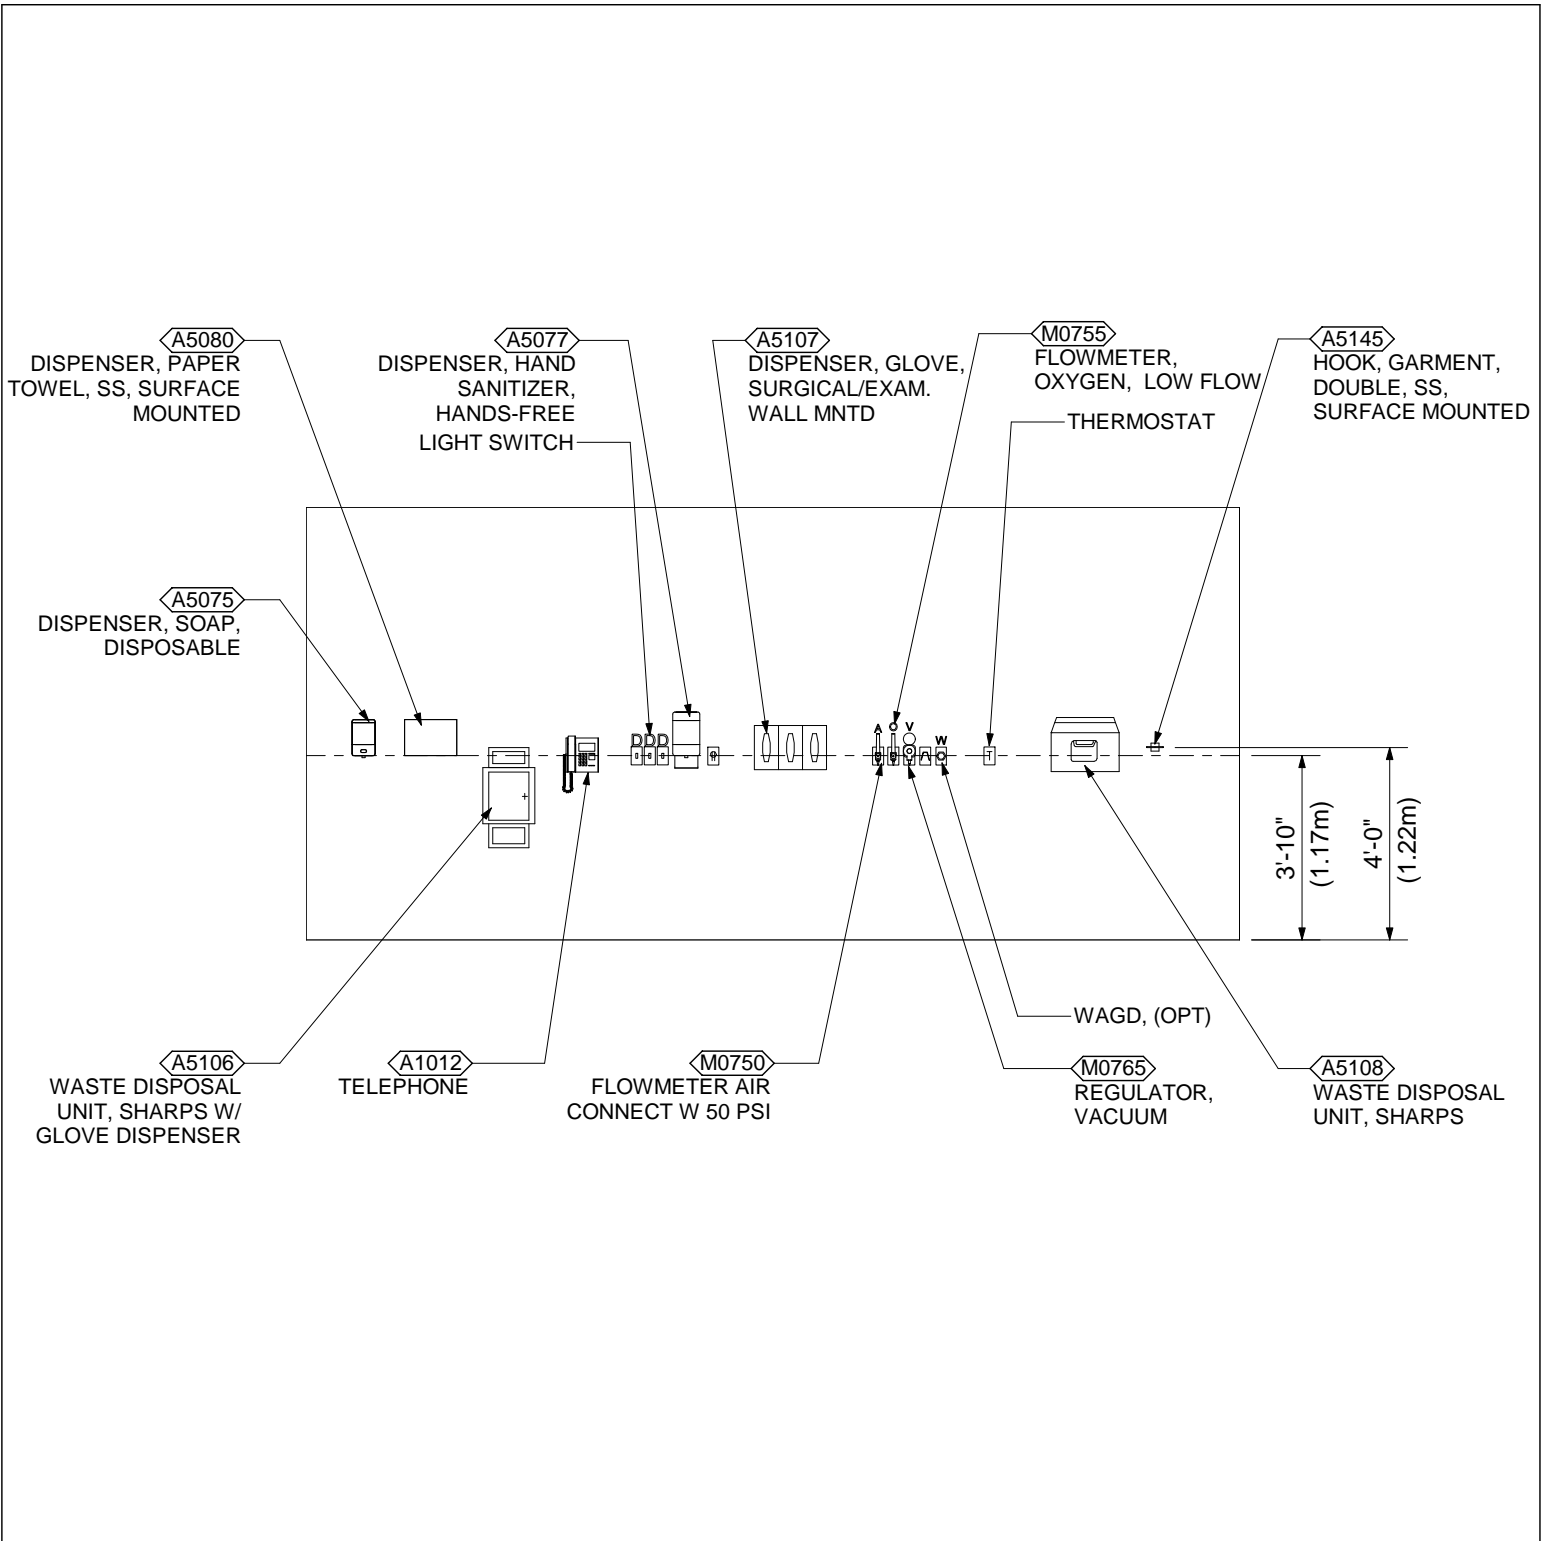 A5080
DISPENSER, PAPER
TOWEL, SS, SURFACE
MOUNTED
A5077
DISPENSER, HAND
SANITIZER,
HANDS-FREE
LIGHT SWITCH
A5107
DISPENSER, GLOVE,
SURGICAL/EXAM.
WALL MNTD
M0755
FLOWMETER,
OXYGEN, LOW FLOW
THERMOSTAT
A5145
HOOK, GARMENT,
DOUBLE, SS,
SURFACE MOUNTED
A5075
DISPENSER, SOAP,
DISPOSABLE
D D D
A O V
W
T
3'-10"
(1.17m)
4'-0"
(1.22m)
A5106
WASTE DISPOSAL
UNIT, SHARPS W/
GLOVE DISPENSER
A1012
TELEPHONE
M0750
FLOWMETER AIR
CONNECT W 50 PSI
WAGD, (OPT)
M0765
REGULATOR,
VACUUM
A5108
WASTE DISPOSAL
UNIT, SHARPS